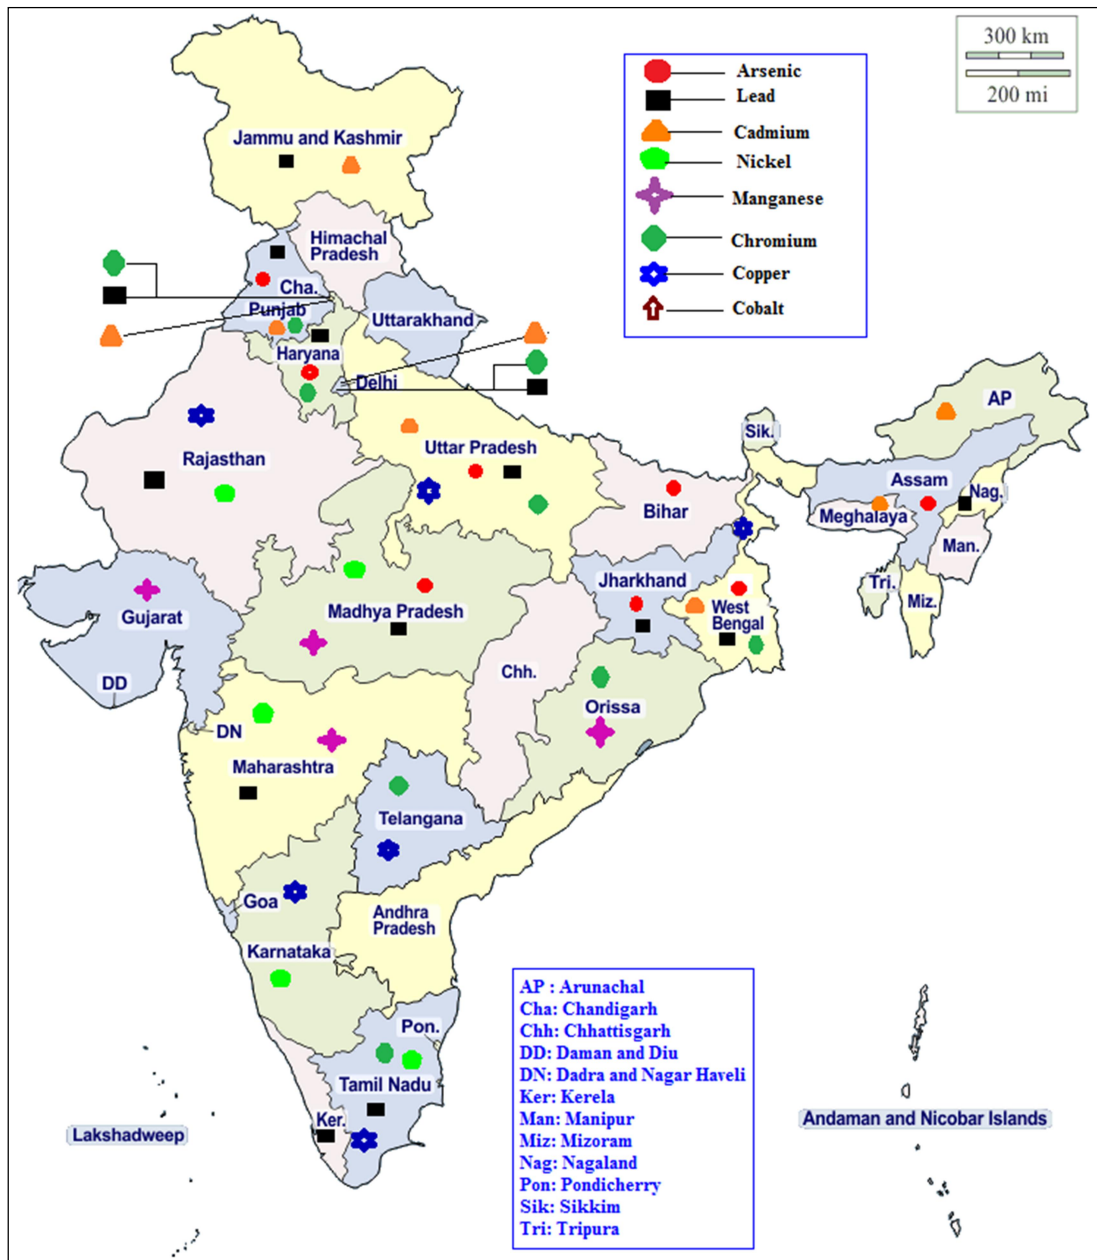 300 km
200 mi
Arsenic
Lead
Cadmium
Nickel
Manganese
Chromium
Copper
Cobalt
Jammu and Kashmir
Himachal
Pradesh
Cha.
Punjab
Uttarakhand
Haryana
Delhi
AP
Sik.
Uttar Pradesh
Rajasthan
Assam
Nag.
Bihar
Meghalaya
Man.
Jharkhand
Tri.
Miz.
Madhya Pradesh
West
Bengal
Gujarat
Chh.
DD
Orissa
DN
Maharashtra
Telangana
Goa
Andhra
Pradesh
Karnataka
Pon.
Tamil Nadu
Ker.
Lakshadweep
Andaman and Nicobar Islands
AP : Arunachal
Cha: Chandigarh
Chh: Chhattisgarh
DD: Daman and Diu
DN: Dadra and Nagar Haveli
Ker: Kerela
Man: Manipur
Miz: Mizoram
Nag: Nagaland
Pon: Pondicherry
Sik: Sikkim
Tri: Tripura